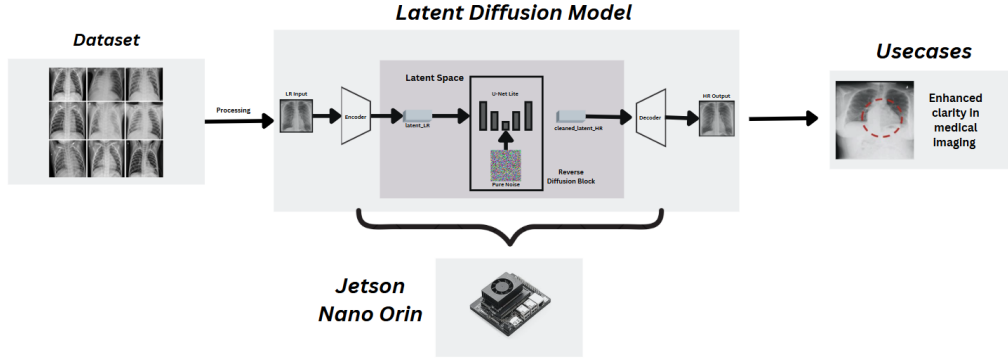 Latent Diffusion Model
Dataset
Usecases
Processing
LR Input
Encoder
Latent Space
latent_LR
U-Net Lite
Pure Noise
cleaned_latent_HR
Reverse
Diffusion Block
Decoder
HR Output
Enhanced
clarity in
medical
Imaging
Jetson
Nano Orin